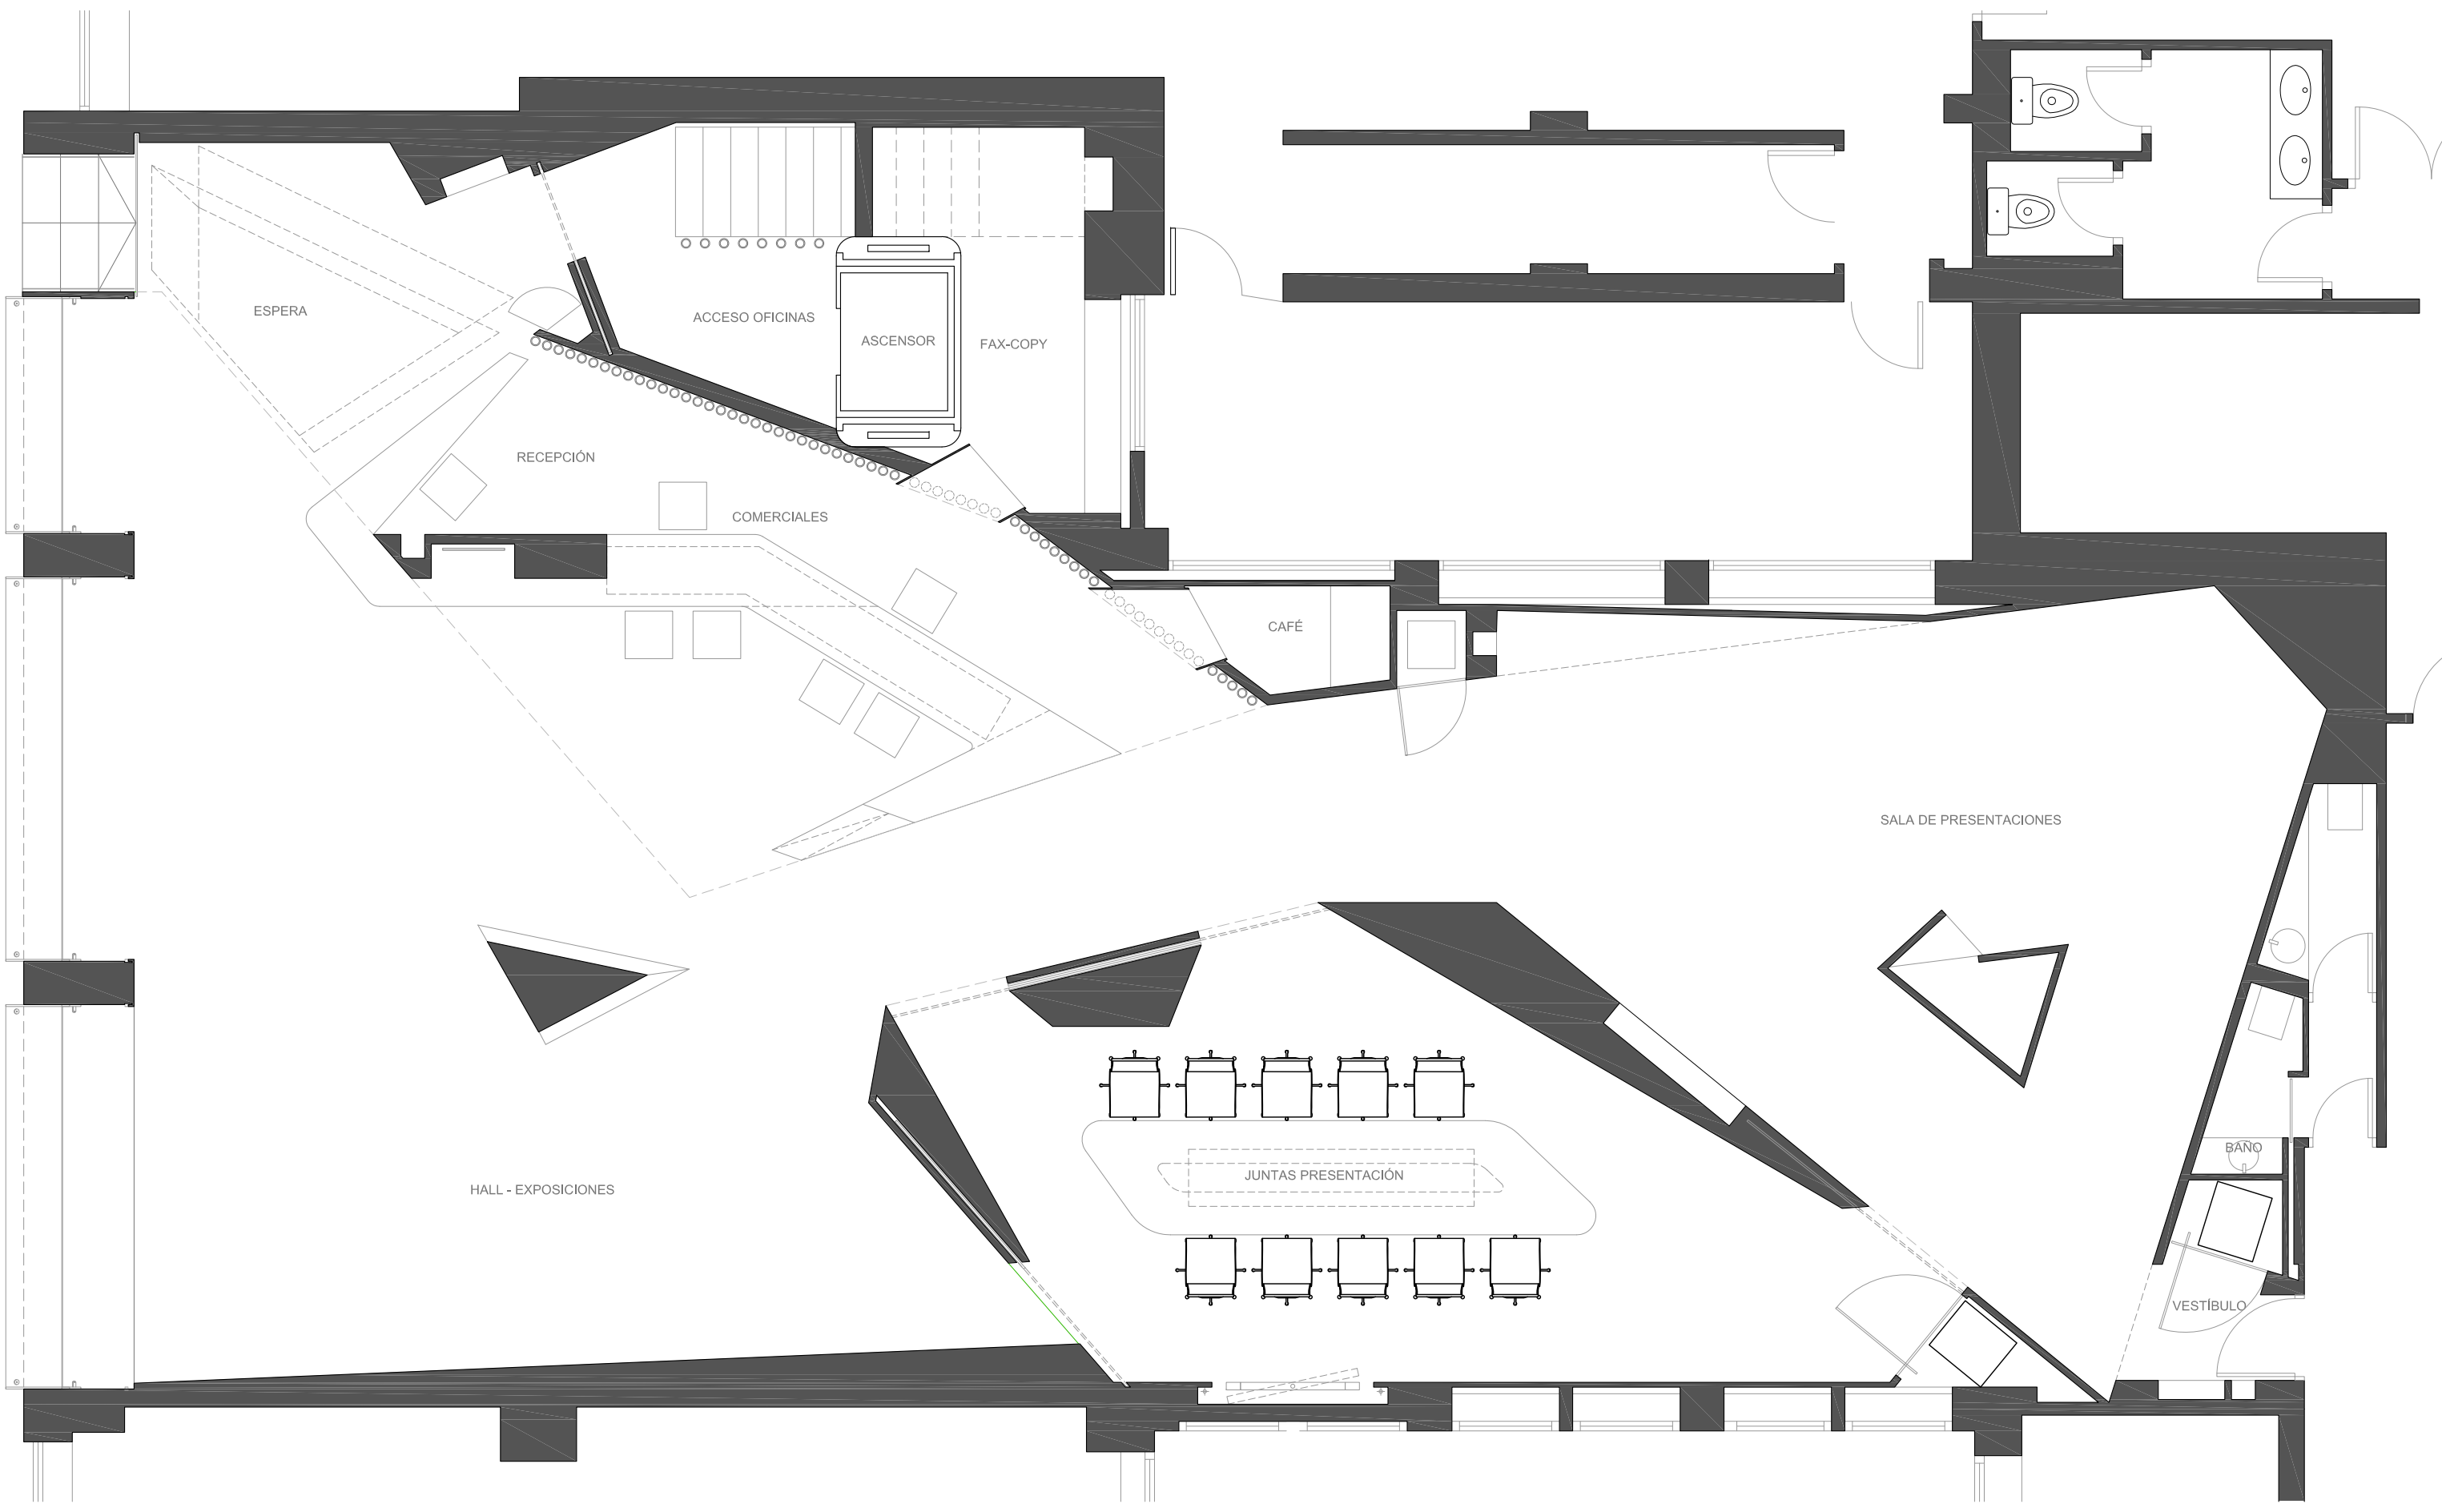 ESPERA
ACCESO OFICINAS
ASCENSOR
FAX-COPY
RECEPCIÓN
COMERCIALES
CAFÉ
SALA DE PRESENTACIONES
BAÑO
JUNTAS PRESENTACIÓN
HALL - EXPOSICIONES
VESTÍBULO